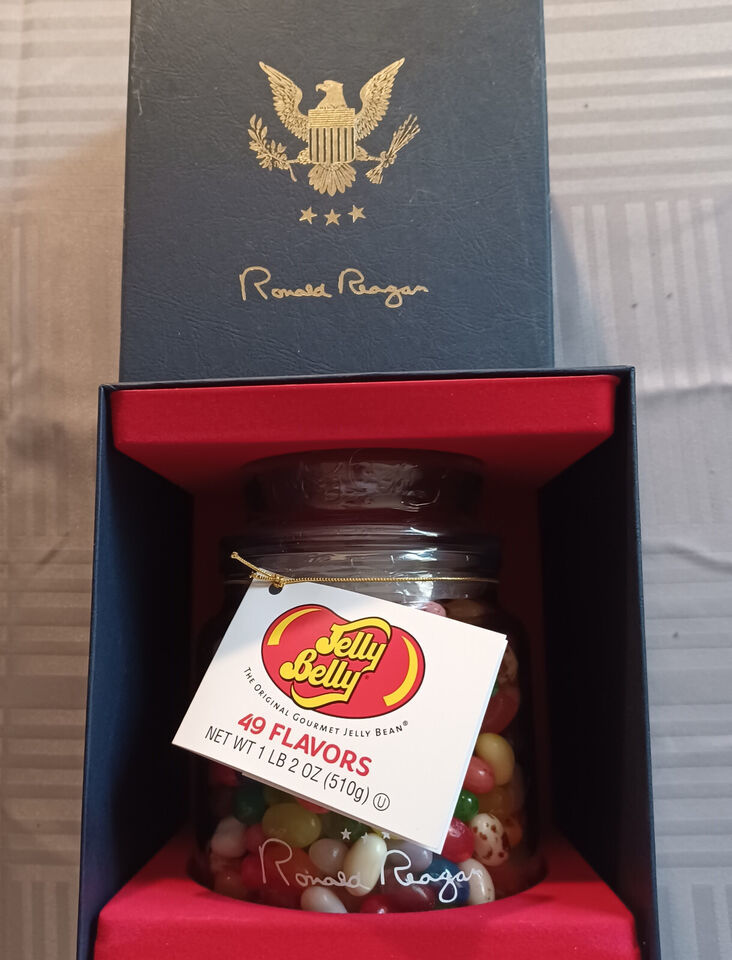 Ronald Reagan
Jelly
Belly®
THE ORIGINAL GOURMET JELLY BEAN®
49 FLAVORS
NET WT 1 LB 2 OZ (510g) Ⓤ
Ronald Reagan